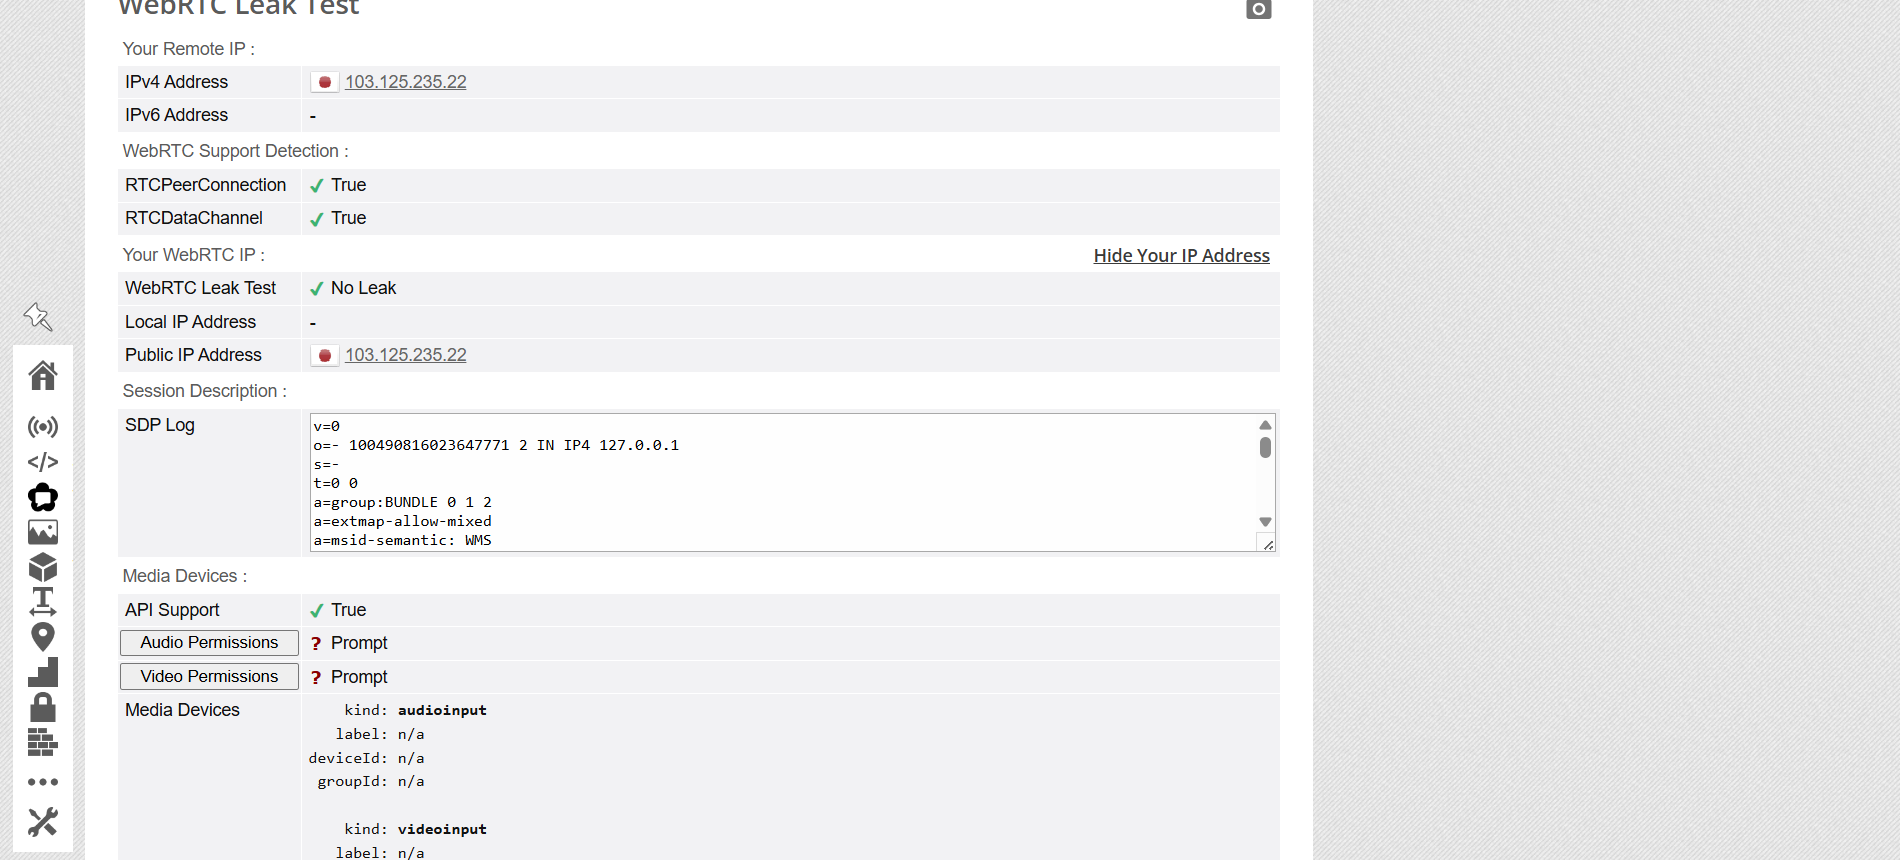 WebRTC Leak Test
Your Remote IP :
IPv4 Address 103.125.235.22
IPv6 Address -
WebRTC Support Detection :
RTCPeerConnection ✔ True
RTCDataChannel ✔ True
Your WebRTC IP : Hide Your IP Address
WebRTC Leak Test ✔ No Leak
Local IP Address -
Public IP Address 103.125.235.22
Session Description :
SDP Log
v=0
o=- 100490816023647771 2 IN IP4 127.0.0.1
s=-
t=0 0
a=group:BUNDLE 0 1 2
a=extmap-allow-mixed
a=msid-semantic: WMS
Media Devices :
API Support ✔ True
Audio Permissions ? Prompt
Video Permissions ? Prompt
Media Devices kind: audioinput
label: n/a
deviceId: n/a
groupId: n/a
kind: videoinput
label: n/a